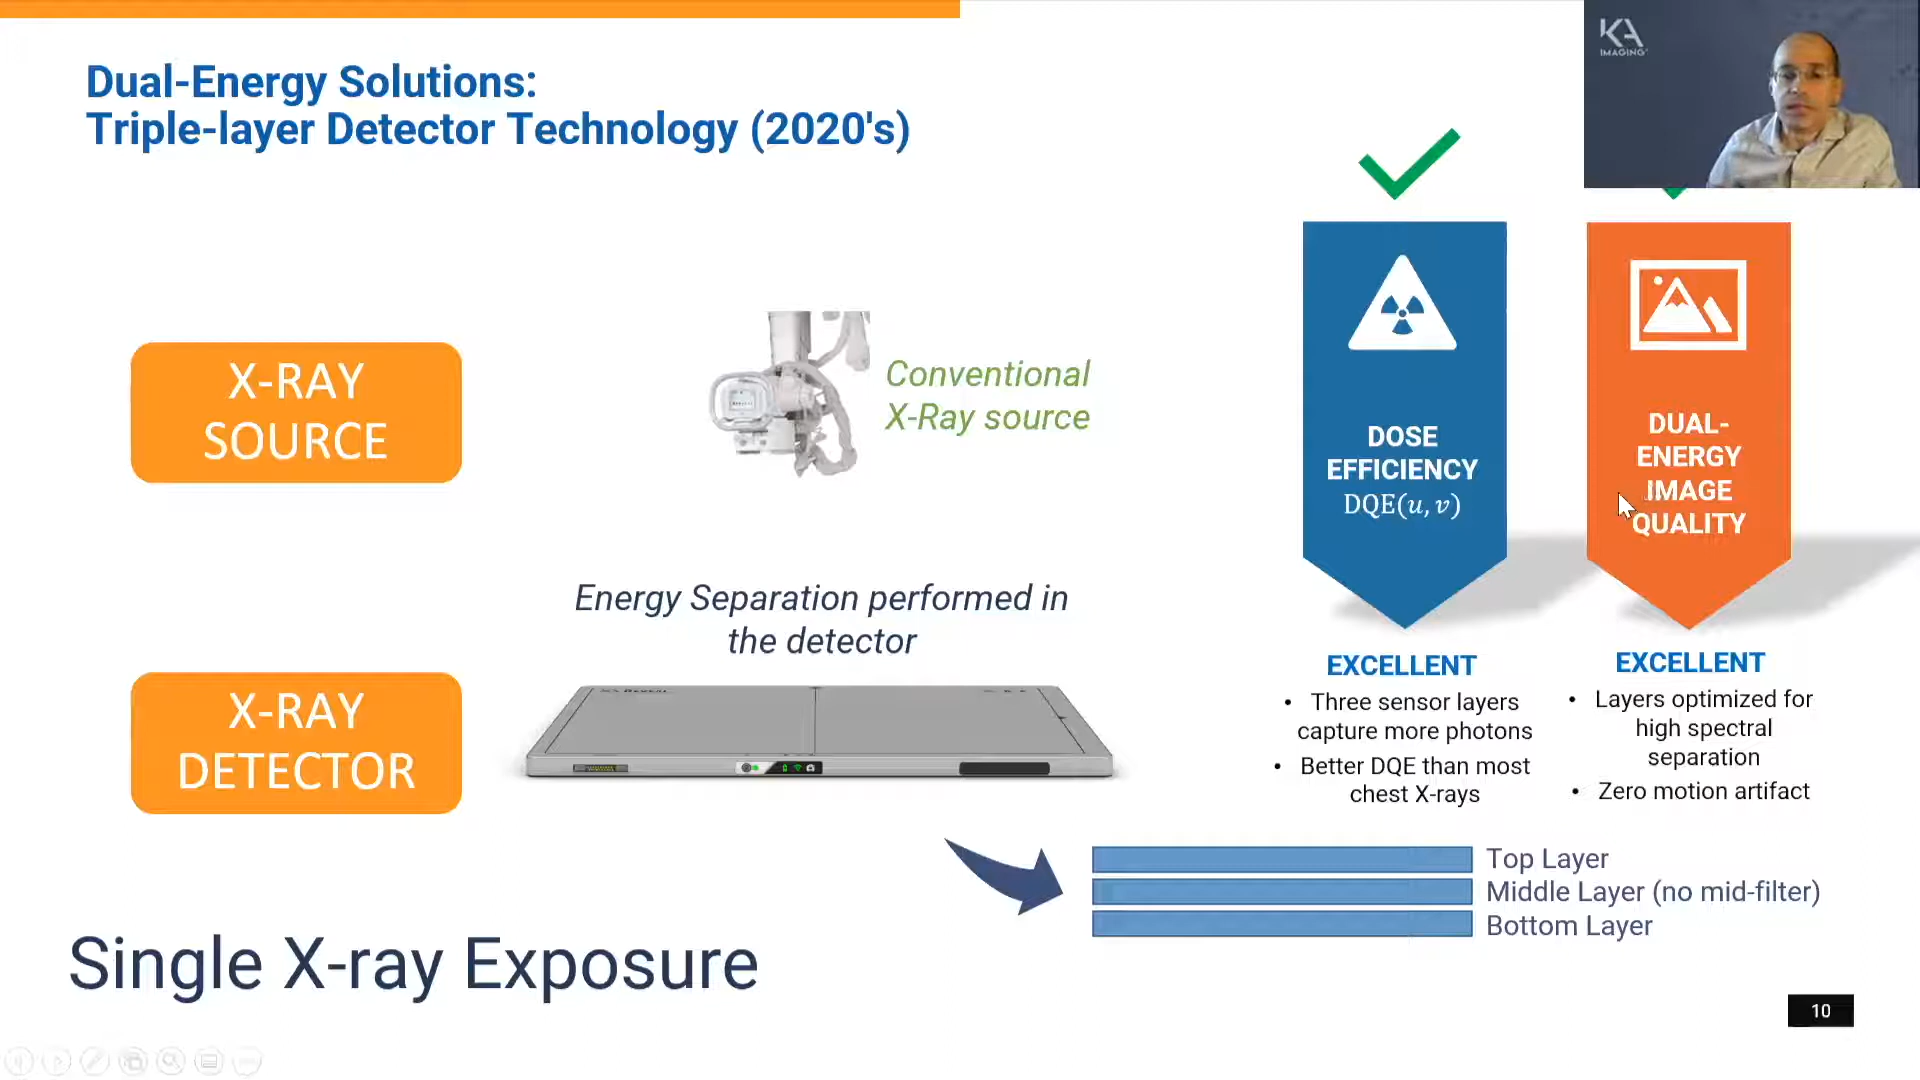 KA
IMAGING
Dual-Energy Solutions:
Triple-layer Detector Technology (2020's)
X-RAY
SOURCE
Conventional
X-Ray source
DOSE
EFFICIENCY
DQE(u, v)
DUAL-
ENERGY
IMAGE
QUALITY
Energy Separation performed in
the detector
X-RAY
DETECTOR
EXCELLENT
• Three sensor layers
capture more photons
• Better DQE than most
chest X-rays
EXCELLENT
• Layers optimized for
high spectral
separation
• Zero motion artifact
Top Layer
Middle Layer (no mid-filter)
Bottom Layer
Single X-ray Exposure
10